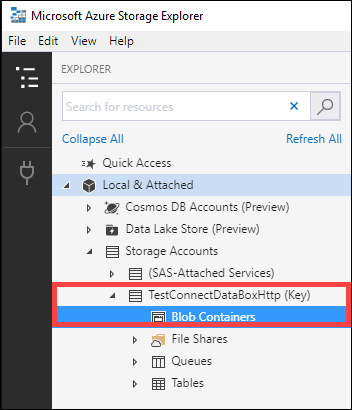 Microsoft Azure Storage Explorer
File Edit View Help
EXPLORER
Search for resources
Collapse All Refresh All
Quick Access
Local & Attached
Cosmos DB Accounts (Preview)
Data Lake Store (Preview)
Storage Accounts
(SAS-Attached Services)
TestConnectDataBoxHttp (Key)
Blob Containers
File Shares
Queues
Tables